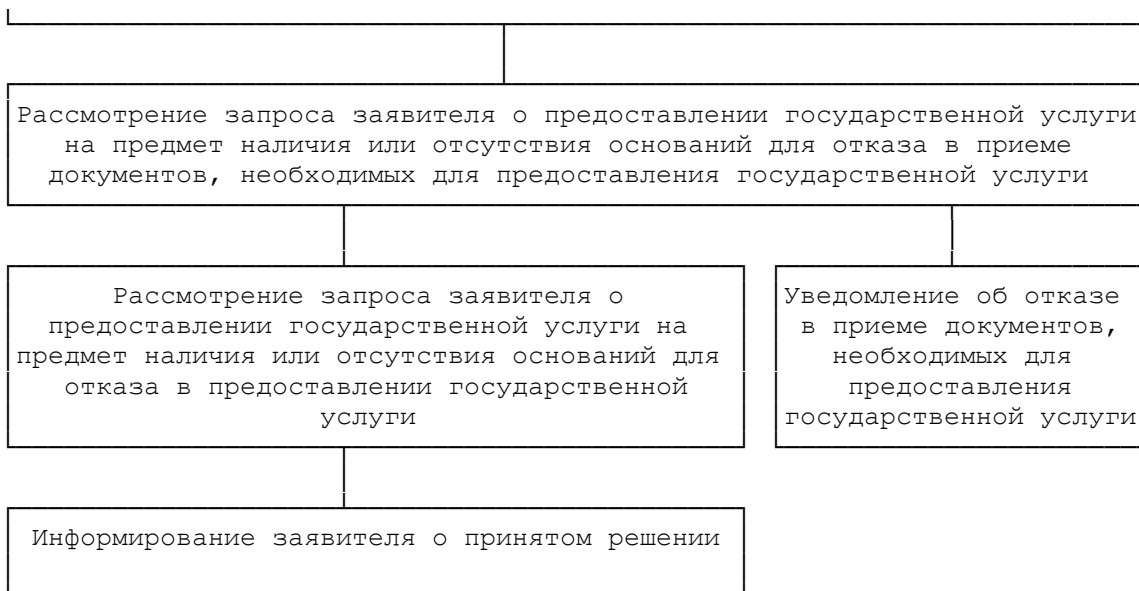 Рассмотрение запроса заявителя о предоставлении государственной услуги
на предмет наличия или отсутствия оснований для отказа в приеме
документов, необходимых для предоставления государственной услуги
Рассмотрение запроса заявителя о
предоставлении государственной услуги на
предмет наличия или отсутствия оснований для
отказа в предоставлении государственной
услуги
Уведомление об отказе
в приеме документов,
необходимых для
предоставления
государственной услуги
Информирование заявителя о принятом решении